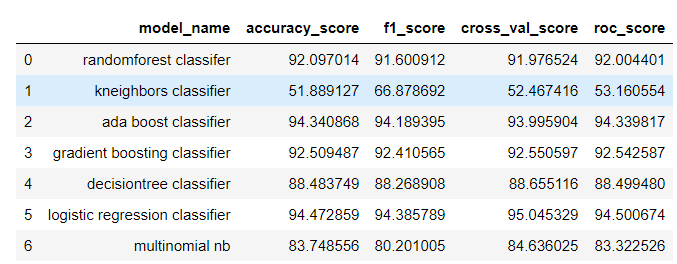 model_name accuracy_score f1_score cross_val_score roc_score
0 randomforest classifer 92.097014 91.600912 91.976524 92.004401
1 kneighbors classifier 51.889127 66.878692 52.467416 53.160554
2 ada boost classifier 94.340868 94.189395 93.995904 94.339817
3 gradient boosting classifier 92.509487 92.410565 92.550597 92.542587
4 decisiontree classifier 88.483749 88.268908 88.655116 88.499480
5 logistic regression classifier 94.472859 94.385789 95.045329 94.500674
6 multinomial nb 83.748556 80.201005 84.636025 83.322526